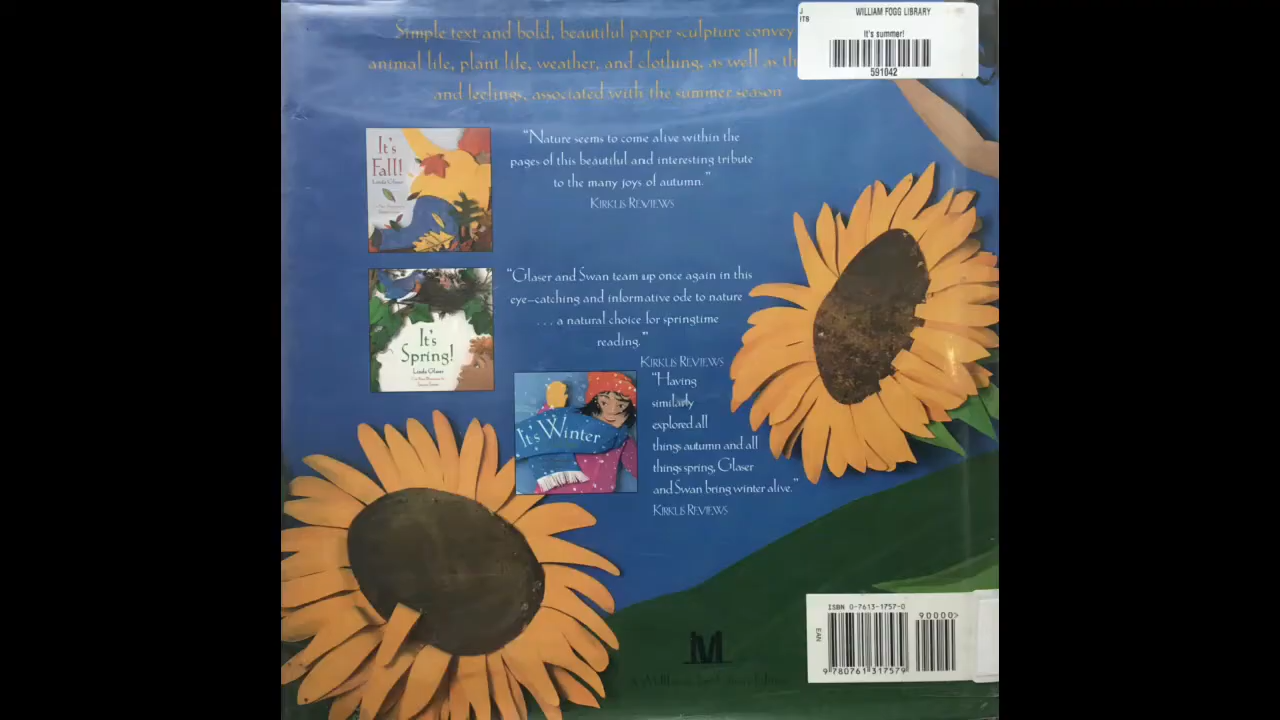 Simple text and bold, beautiful paper sculpture convey
animal life, plant life, weather, and clothing, as well as
and feelings, associated with the summer season
J
WILLIAM FOGG LIBRARY
It's summer!
591042
It's
Fall!
Linda Glaser
"Nature seems to come alive within the
pages of this beautiful and interesting tribute
to the many joys of autumn."
KIRKUS REVIEWS
It's
Spring!
Linda Glaser
"Glaser and Swan team up once again in this
eye-catching and informative ode to nature
. . . a natural choice for springtime
reading."
KIRKUS REVIEWS
It's Winter
"Having
similarly
explored all
things autumn and all
things spring, Glaser
and Swan bring winter alive."
KIRKUS REVIEWS
M
ISBN 0-7613-1757-0
90000>
EAN
9 780761 317579